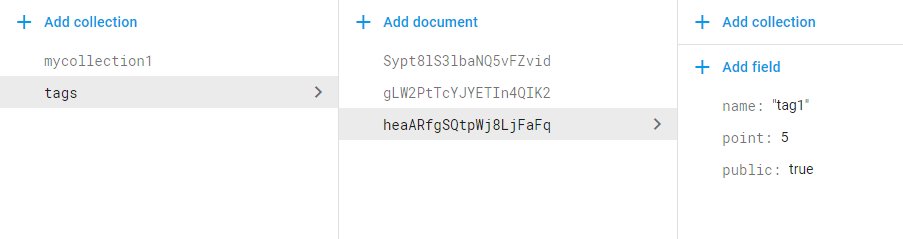 Add collection
mycollection1
tags
Add document
Sypt8lS3lbaNQ5vFZvid
gLW2PtTcYJYETIn4QIK2
heaARfgSQtpWj8LjFaFq
Add collection
Add field
name: "tag1"
point: 5
public: true